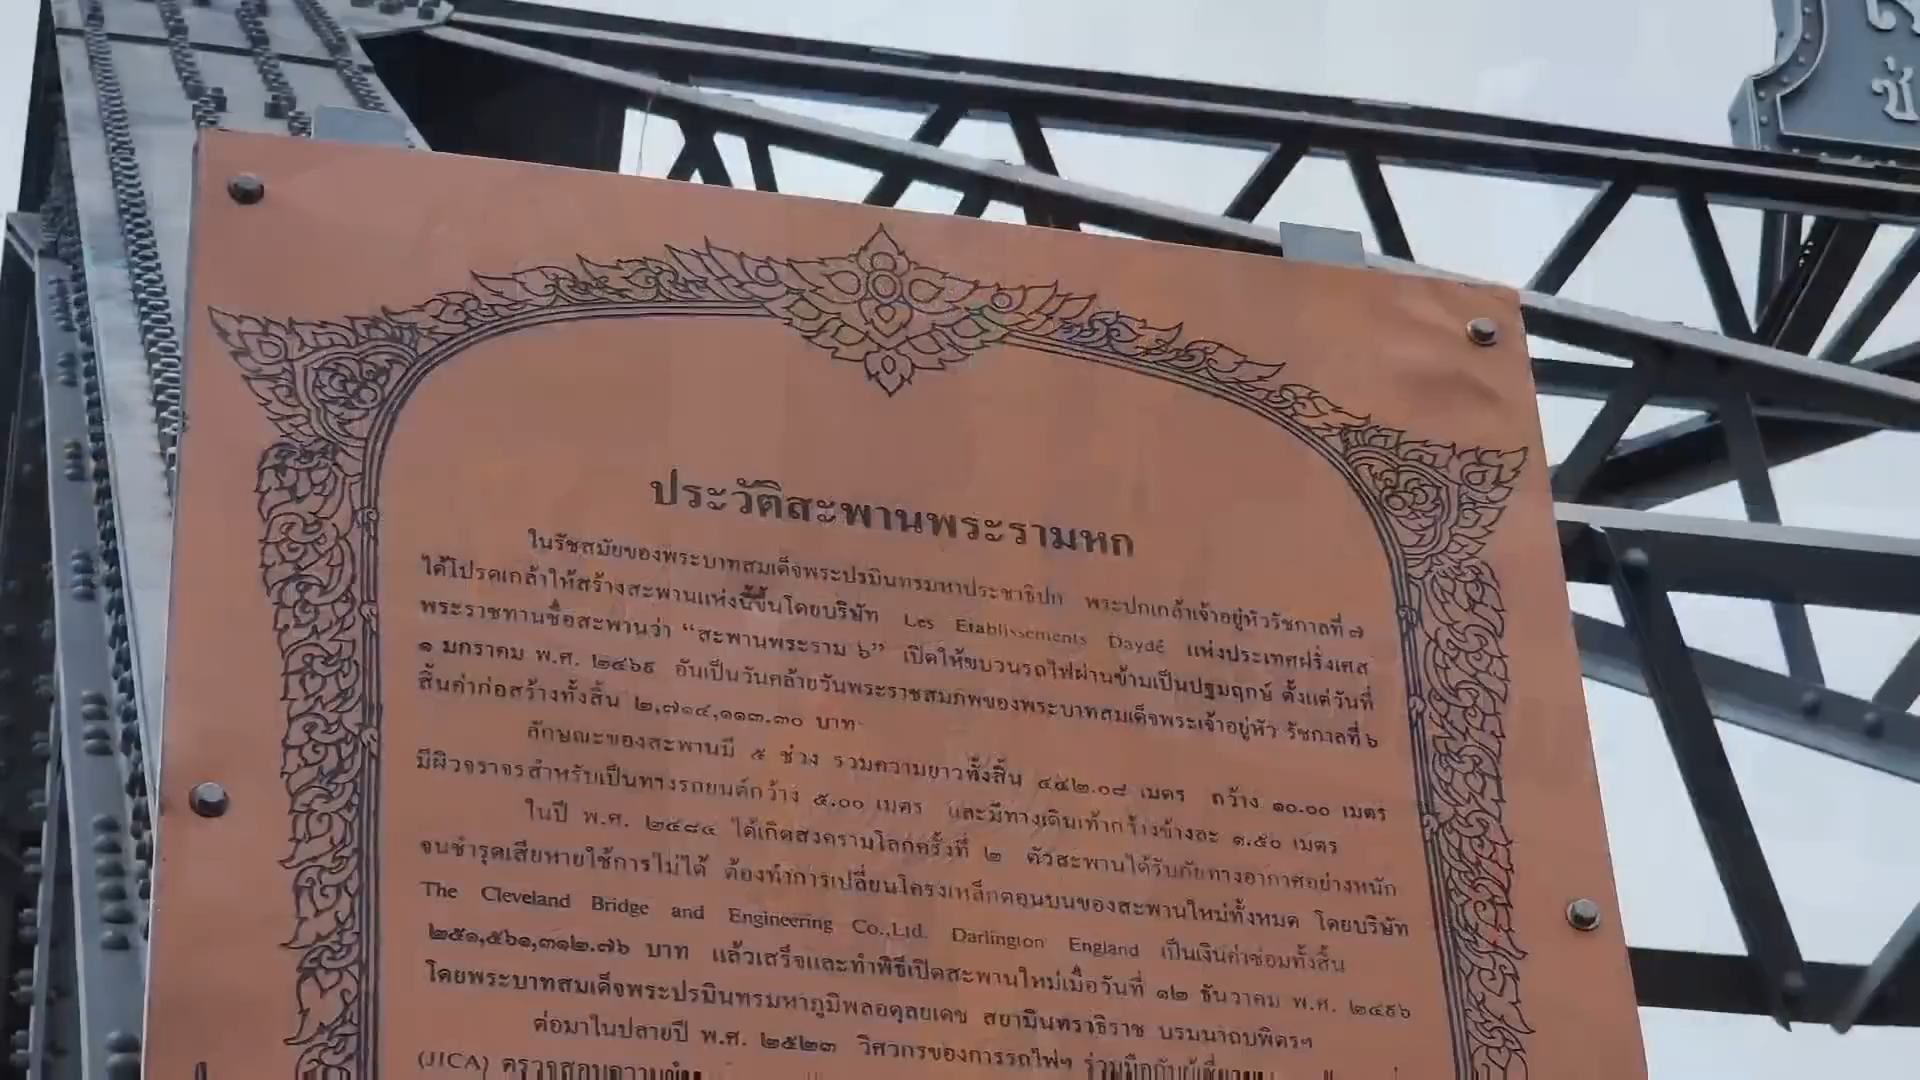 ประวัติสะพานพระรามหก
ในรัชสมัยของพระบาทสมเด็จพระปรมินทรมหาประชาธิปก พระปกเกล้าเจ้าอยู่หัวรัชกาลที่ ๗
ได้โปรดเกล้าให้สร้างสะพานแห่งนี้ขึ้นโดยบริษัท Les Etablissements Daydé แห่งประเทศฝรั่งเศส
พระราชทานชื่อสะพานว่า “สะพานพระราม ๖” เปิดให้ขบวนรถไฟผ่านข้ามเป็นปฐมฤกษ์ ตั้งแต่วันที่
๑ มกราคม พ.ศ. ๒๔๖๙ อันเป็นวันคล้ายวันพระราชสมภพของพระบาทสมเด็จพระเจ้าอยู่หัว รัชกาลที่ ๖
สิ้นค่าก่อสร้างทั้งสิ้น ๒,๗๑๔,๑๑๓.๓๐ บาท
ลักษณะของสะพานมี ๕ ช่วง รวมความยาวทั้งสิ้น ๔๔๒.๐๘ เมตร กว้าง ๑๐.๐๐ เมตร
มีผิวจราจรสำหรับเป็นทางรถยนต์กว้าง ๕.๐๐ เมตร และมีทางเดินเท้ากว้างข้างละ ๑.๕๐ เมตร
ในปี พ.ศ. ๒๔๘๔ ได้เกิดสงครามโลกครั้งที่ ๒ ตัวสะพานได้รับภัยทางอากาศอย่างหนัก
จนชำรุดเสียหายใช้การไม่ได้ ต้องทำการเปลี่ยนโครงเหล็กตอนบนของสะพานใหม่ทั้งหมด โดยบริษัท
The Cleveland Bridge and Engineering Co.,Ltd. Darlington England เป็นเงินค่าซ่อมทั้งสิ้น
๒๕๑,๕๖๑,๓๑๒.๗๖ บาท แล้วเสร็จและทำพิธีเปิดสะพานใหม่เมื่อวันที่ ๑๒ ธันวาคม พ.ศ. ๒๔๙๖
โดยพระบาทสมเด็จพระปรมินทรมหาภูมิพลอดุลยเดช สยามินทราธิราช บรมนาถบพิตรฯ
ต่อมาในปลายปี พ.ศ. ๒๕๒๓ วิศวกรของการรถไฟฯ ร่วมมือกับผู้เชี่ยวชาญ
(JICA) ตรวจสอบความ